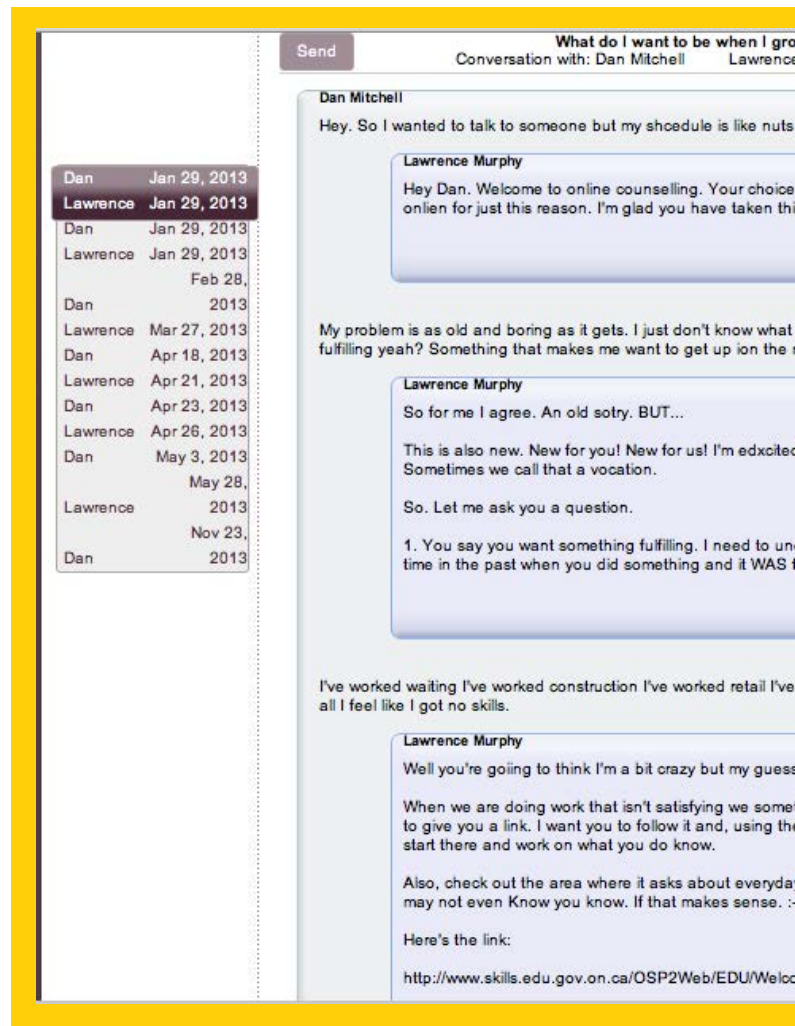 Send
What do I want to be when I gro
Conversation with: Dan Mitchell Lawrence
Dan Jan 29, 2013
Lawrence Jan 29, 2013
Dan Jan 29, 2013
Lawrence Jan 29, 2013
Feb 28,
Dan 2013
Lawrence Mar 27, 2013
Dan Apr 18, 2013
Lawrence Apr 21, 2013
Dan Apr 23, 2013
Lawrence Apr 26, 2013
Dan May 3, 2013
May 28,
Lawrence 2013
Nov 23,
Dan 2013
Dan Mitchell
Hey. So I wanted to talk to someone but my shcedule is like nuts
Lawrence Murphy
Hey Dan. Welcome to online counselling. Your choice
onlien for just this reason. I'm glad you have taken thi
My problem is as old and boring as it gets. I just don't know what
fulfilling yeah? Something that makes me want to get up ion the
Lawrence Murphy
So for me I agree. An old sotry. BUT...
This is also new. New for you! New for us! I'm edxcited
Sometimes we call that a vocation.
So. Let me ask you a question.
1. You say you want something fulfilling. I need to un
time in the past when you did something and it WAS f
I've worked waiting I've worked construction I've worked retail I've
all I feel like I got no skills.
Lawrence Murphy
Well you're goiing to think I'm a bit crazy but my guess
When we are doing work that isn't satisfying we somet
to give you a link. I want you to follow it and, using the
start there and work on what you do know.
Also, check out the area where it asks about everyday
may not even Know you know. If that makes sense. :-
Here's the link:
http://www.skills.edu.gov.on.ca/OSP2Web/EDU/Welco